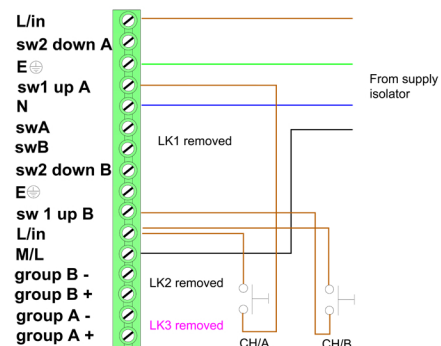 L/in
sw2 down A
E
sw1 up A
N
swA
swB
sw2 down B
E
sw 1 up B
L/in
M/L
group B -
group B +
group A -
group A +
From supply
isolator
LK1 removed
LK2 removed
LK3 removed
CH/A
CH/B